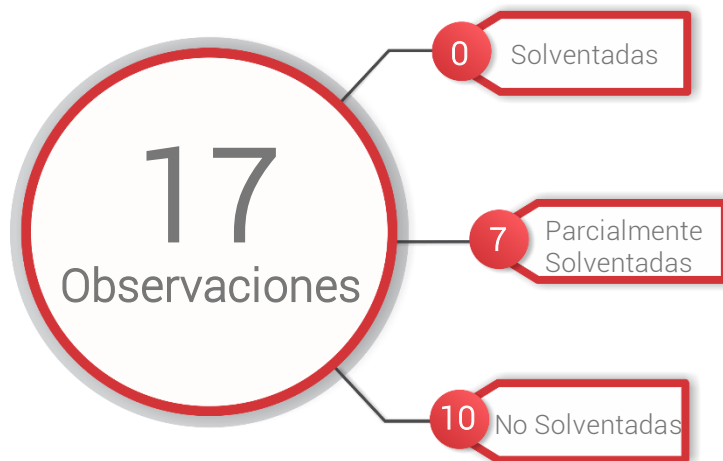 17
Observaciones
0
Solventadas
7
Parcialmente
Solventadas
10
No Solventadas